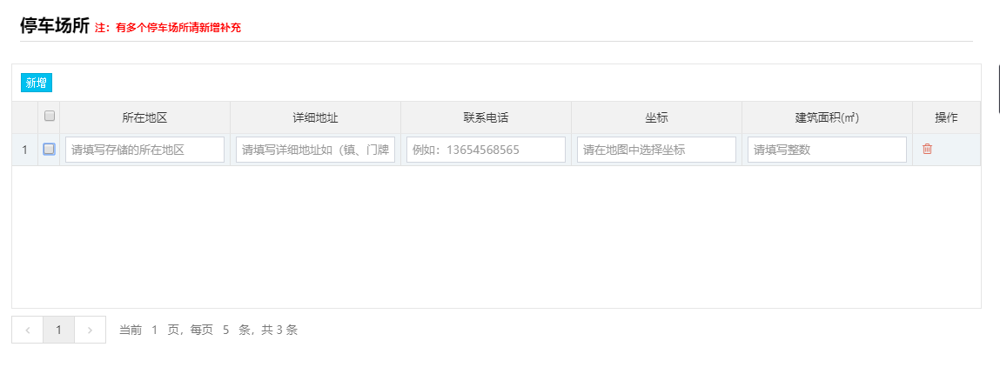 停车场所 注：有多个停车场所请新增补充
新增
所在地区 详细地址 联系电话 坐标 建筑面积(㎡) 操作
1 请填写存储的所在地区 请填写详细地址如（镇、门牌 例如：13654568565 请在地图中选择坐标 请填写整数
‹ 1 › 当前 1 页，每页 5 条，共 3 条